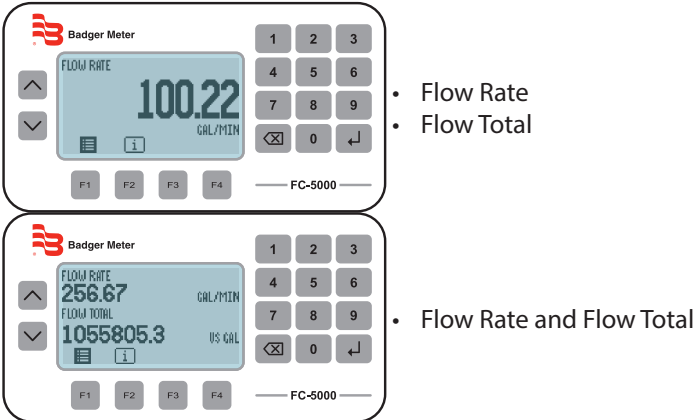 Badger Meter
FLOW RATE
100.22
GAL/MIN
i
1 2 3
4 5 6
7 8 9
0
F1 F2 F3 F4
FC-5000
• Flow Rate
• Flow Total
Badger Meter
FLOW RATE
256.67 GAL/MIN
FLOW TOTAL
1055805.3 US GAL
i
1 2 3
4 5 6
7 8 9
0
F1 F2 F3 F4
FC-5000
• Flow Rate and Flow Total